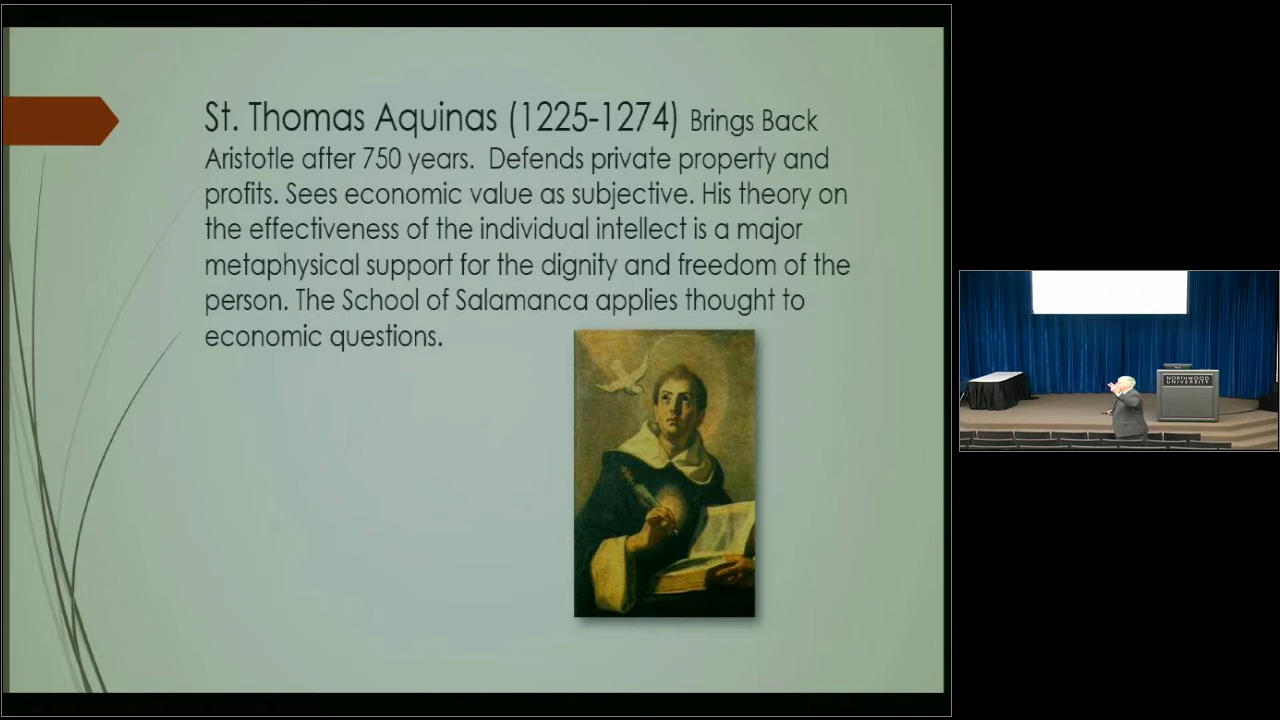 St. Thomas Aquinas (1225-1274) Brings Back
Aristotle after 750 years.  Defends private property and
profits. Sees economic value as subjective. His theory on
the effectiveness of the individual intellect is a major
metaphysical support for the dignity and freedom of the
person. The School of Salamanca applies thought to
economic questions.
NORTHWOOD
UNIVERSITY